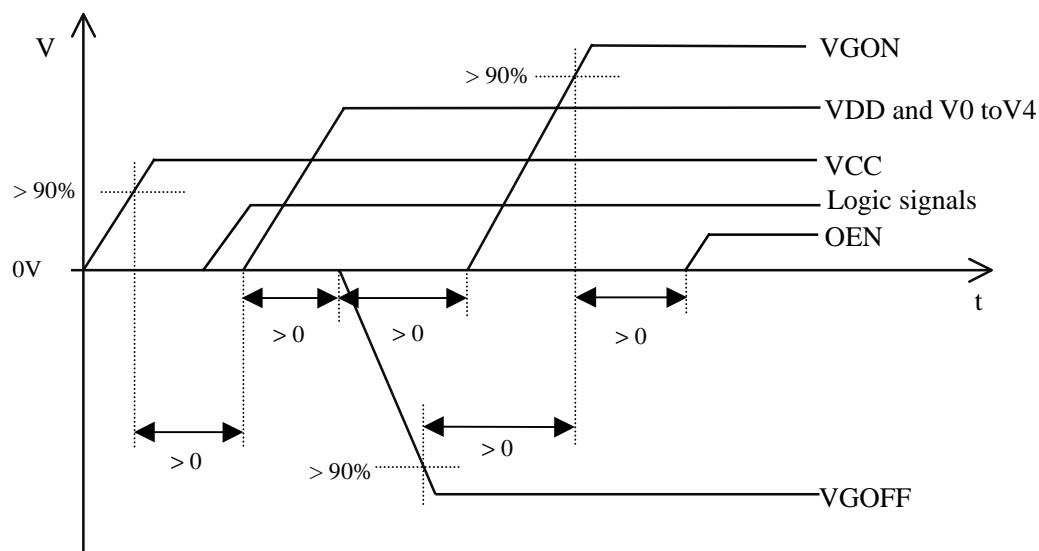 V
VGON
> 90%
VDD and V0 toV4
VCC
> 90%
Logic signals
OEN
0V
t
> 0
> 0
> 0
> 0
> 0
> 90%
VGOFF